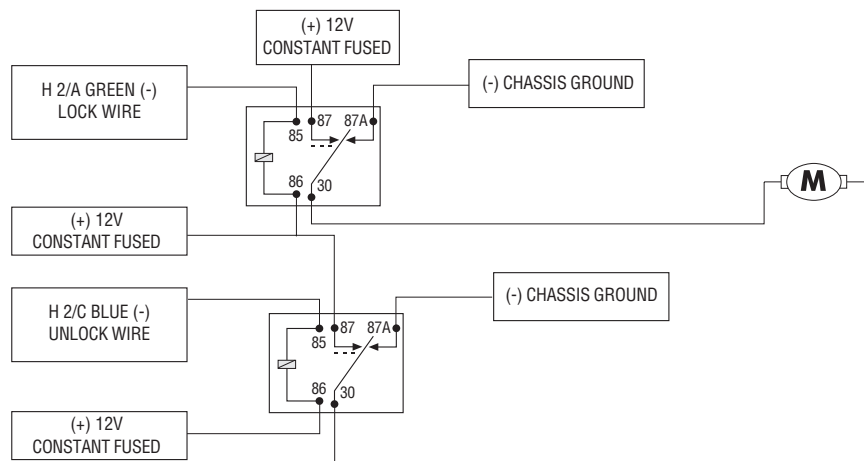 (+) 12V
CONSTANT FUSED
H 2/A GREEN (-)
LOCK WIRE
(-) CHASSIS GROUND
87
87A
85
86
30
M
(+) 12V
CONSTANT FUSED
H 2/C BLUE (-)
UNLOCK WIRE
(-) CHASSIS GROUND
87
87A
85
86
30
(+) 12V
CONSTANT FUSED